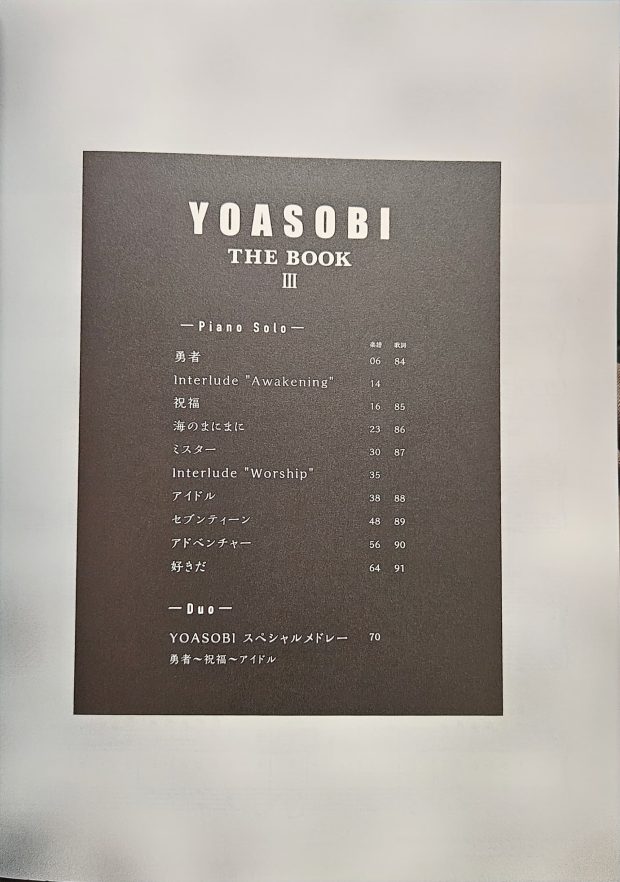 YOASOBI
THE BOOK
Ⅲ
—Piano Solo—
楽譜 歌詞
勇者 06 84
Interlude "Awakening" 14
祝福 16 85
海のまにまに 23 86
ミスター 30 87
Interlude "Worship" 35
アイドル 38 88
セブンティーン 48 89
アドベンチャー 56 90
好きだ 64 91
—Duo—
YOASOBI スペシャルメドレー 70
勇者～祝福～アイドル